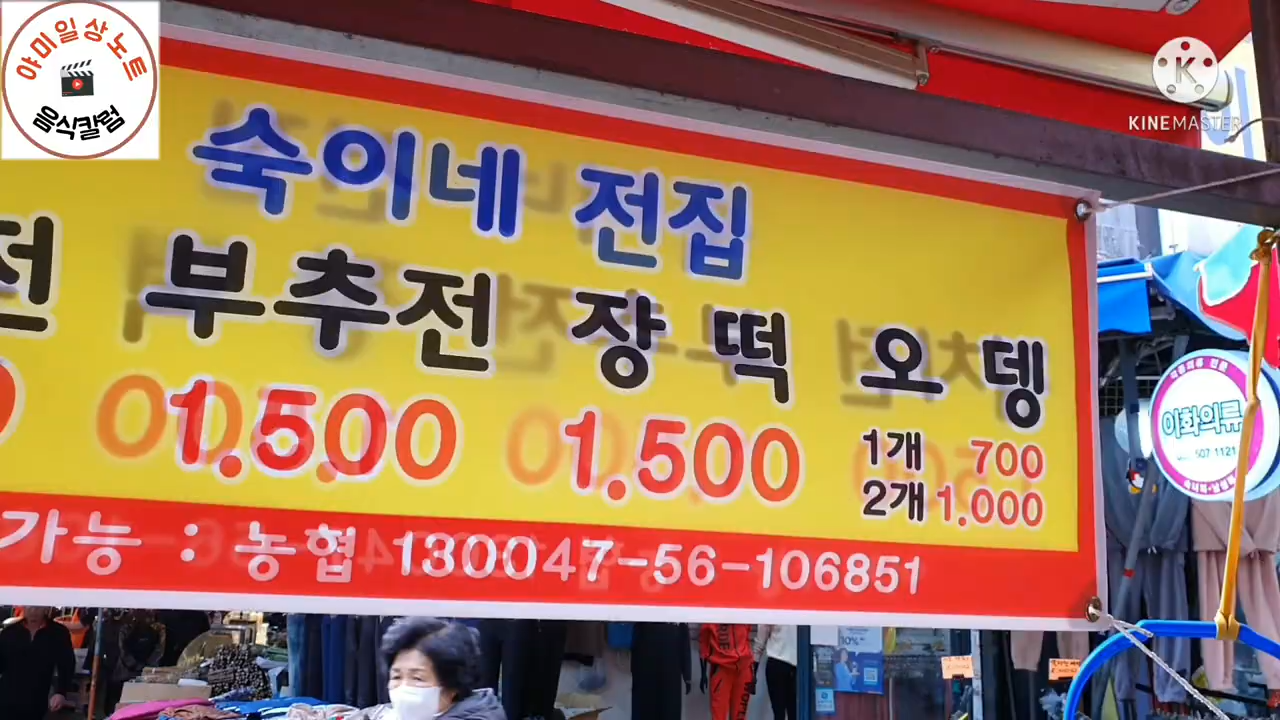 야미일상노트
음식칼럼
KINEMASTER
숙이네 전집
전 부추전 장떡 오뎅
1.500 1.500
1개 700
2개 1.000
가능 : 농협 130047-56-106851
이화의류
507 1121